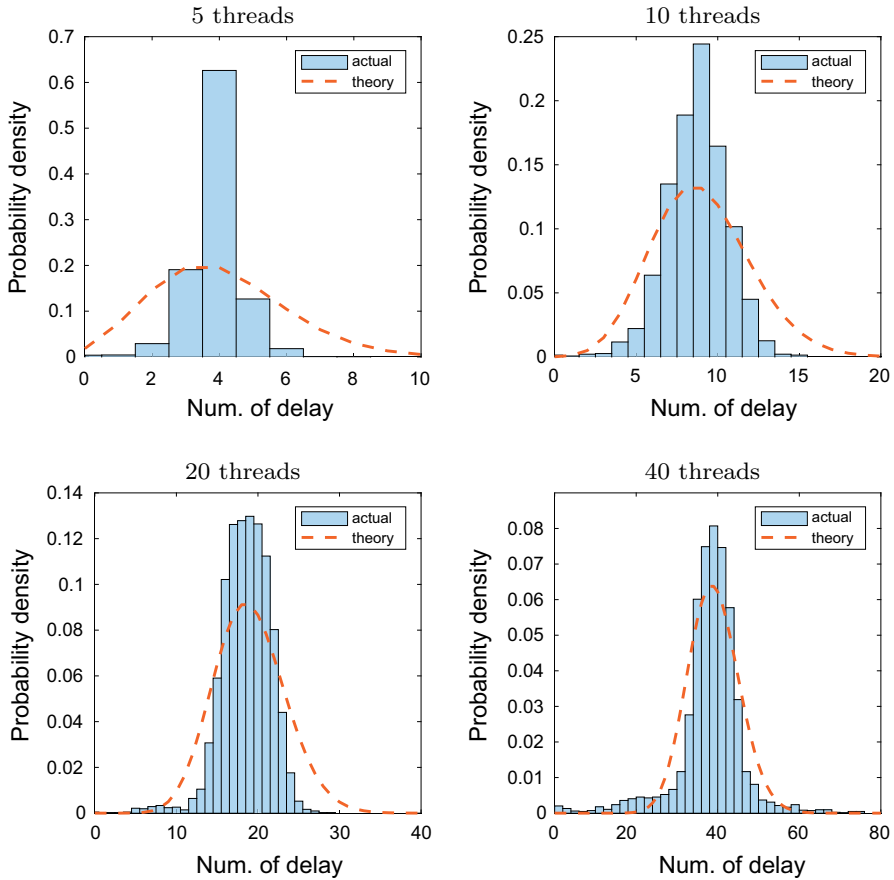 5 threads
0.7
0.6
0.5
0.4
0.3
0.2
0.1
0
Probability density
actual
theory
0 2 4 6 8 10
Num. of delay
10 threads
0.25
0.2
0.15
0.1
0.05
0
Probability density
actual
theory
0 5 10 15 20
Num. of delay
20 threads
0.14
0.12
0.1
0.08
0.06
0.04
0.02
0
Probability density
actual
theory
0 10 20 30 40
Num. of delay
40 threads
0.08
0.07
0.06
0.05
0.04
0.03
0.02
0.01
0
Probability density
actual
theory
0 20 40 60 80
Num. of delay